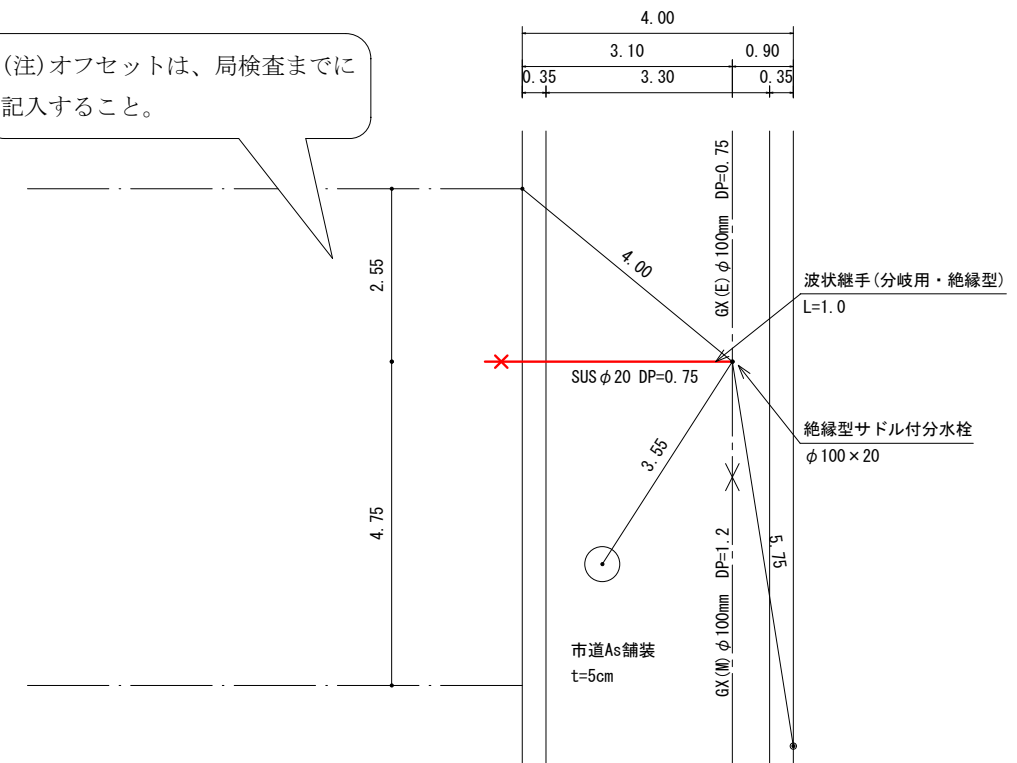 4.00
3.10
0.90
0.35
3.30
0.35
(注)オフセットは、局検査までに
記入すること。
GX(E)φ100mm DP=0.75
2.55
4.00
波状継手(分岐用・絶縁型)
L=1.0
SUSφ20 DP=0.75
絶縁型サドル付分水栓
φ100×20
3.55
4.75
GX(M)φ100mm DP=1.2
5.75
市道As舗装
t=5cm